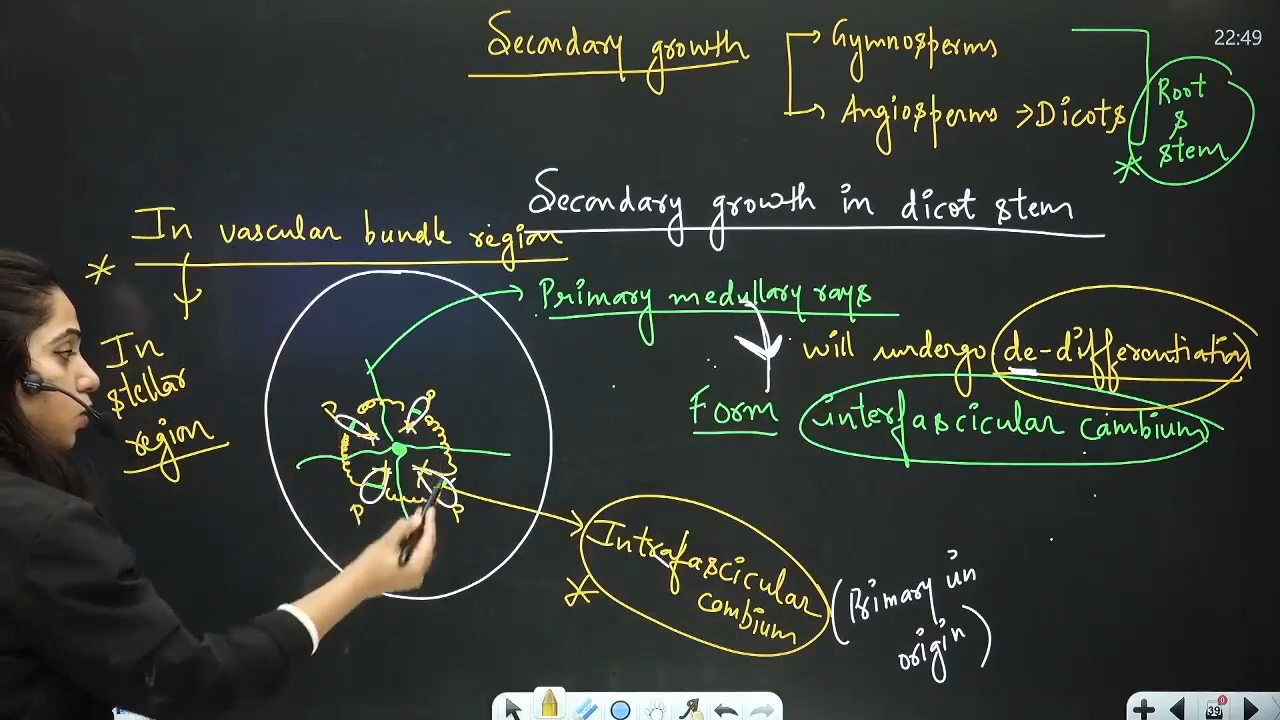 Secondary growth
Gymnosperms
Angiosperms → Dicots
Root
&
stem
22:49
Secondary growth in dicot stem
In vascular bundle region
In
stellar
region
Primary medullary rays
will undergo de-differentiation
Form interfascicular cambium
P
P
P
P
Intrafascicular
cambium
(Primary in
origin)
39